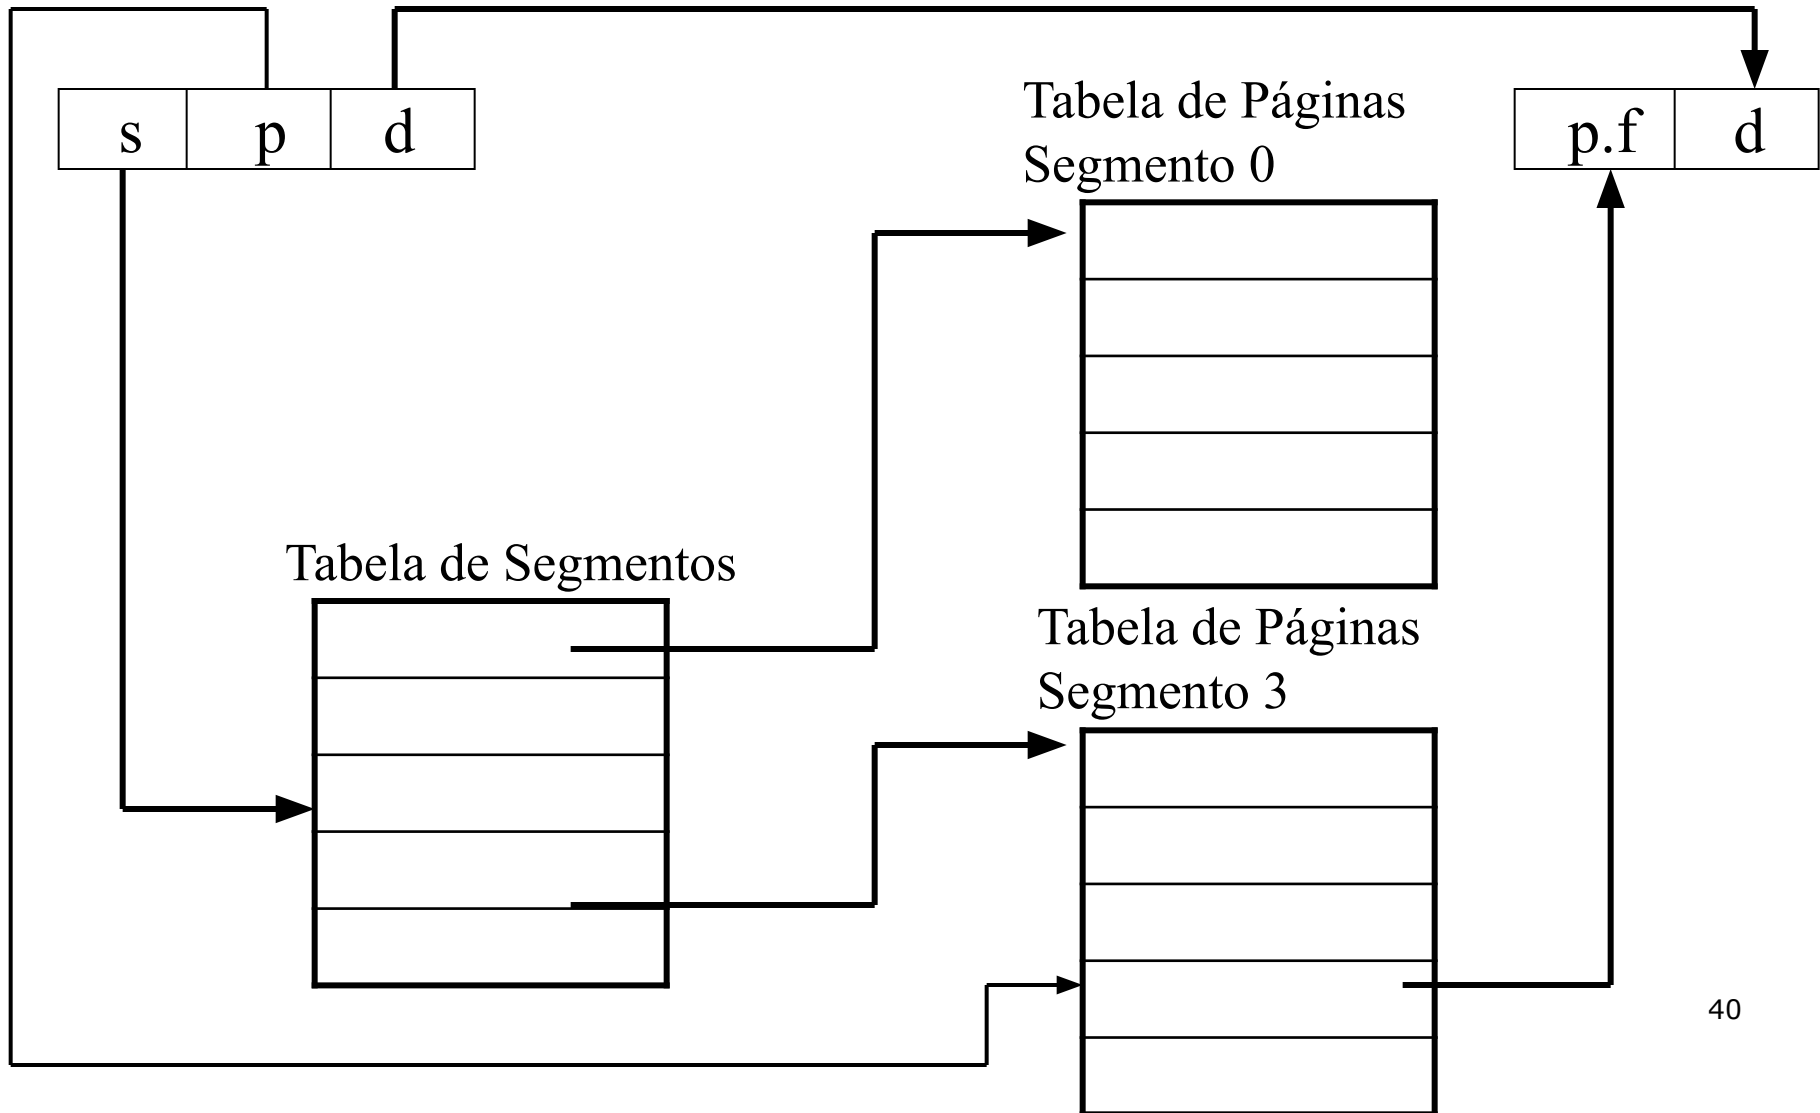 s p d
Tabela de Páginas
Segmento 0
p.f d
Tabela de Segmentos
Tabela de Páginas
Segmento 3
40